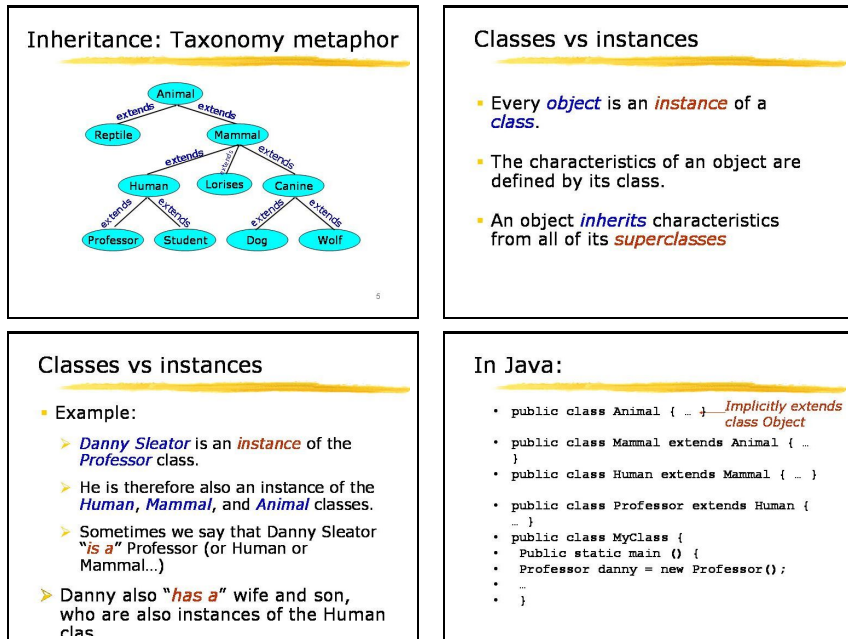 Inheritance: Taxonomy metaphor
Animal
extends
extends
Reptile
Mammal
extends
extends
extends
Human
Lorises
Canine
extends
extends
extends
extends
Professor
Student
Dog
Wolf
5
Classes vs instances
Every object is an instance of a
class.
The characteristics of an object are
defined by its class.
An object inherits characteristics
from all of its superclasses
Classes vs instances
Example:
Danny Sleator is an instance of the
Professor class.
He is therefore also an instance of the
Human, Mammal, and Animal classes.
Sometimes we say that Danny Sleator
"is a" Professor (or Human or
Mammal…)
Danny also "has a" wife and son,
who are also instances of the Human
clas
In Java:
• public class Animal { … }
Implicitly extends
class Object
• public class Mammal extends Animal { …
}
• public class Human extends Mammal { … }
• public class Professor extends Human {
… }
• public class MyClass {
• Public static main () {
• Professor danny = new Professor();
• …
• }